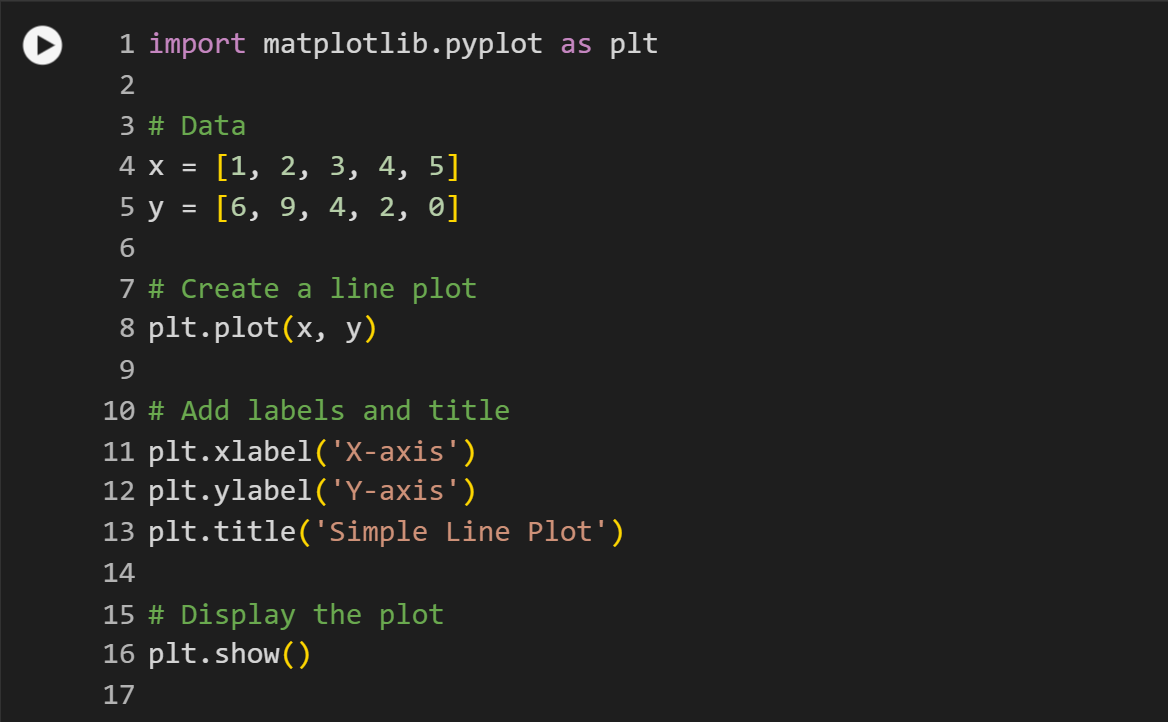 1 import matplotlib.pyplot as plt
2
3 # Data
4 x = [1, 2, 3, 4, 5]
5 y = [6, 9, 4, 2, 0]
6
7 # Create a line plot
8 plt.plot(x, y)
9
10 # Add labels and title
11 plt.xlabel('X-axis')
12 plt.ylabel('Y-axis')
13 plt.title('Simple Line Plot')
14
15 # Display the plot
16 plt.show()
17